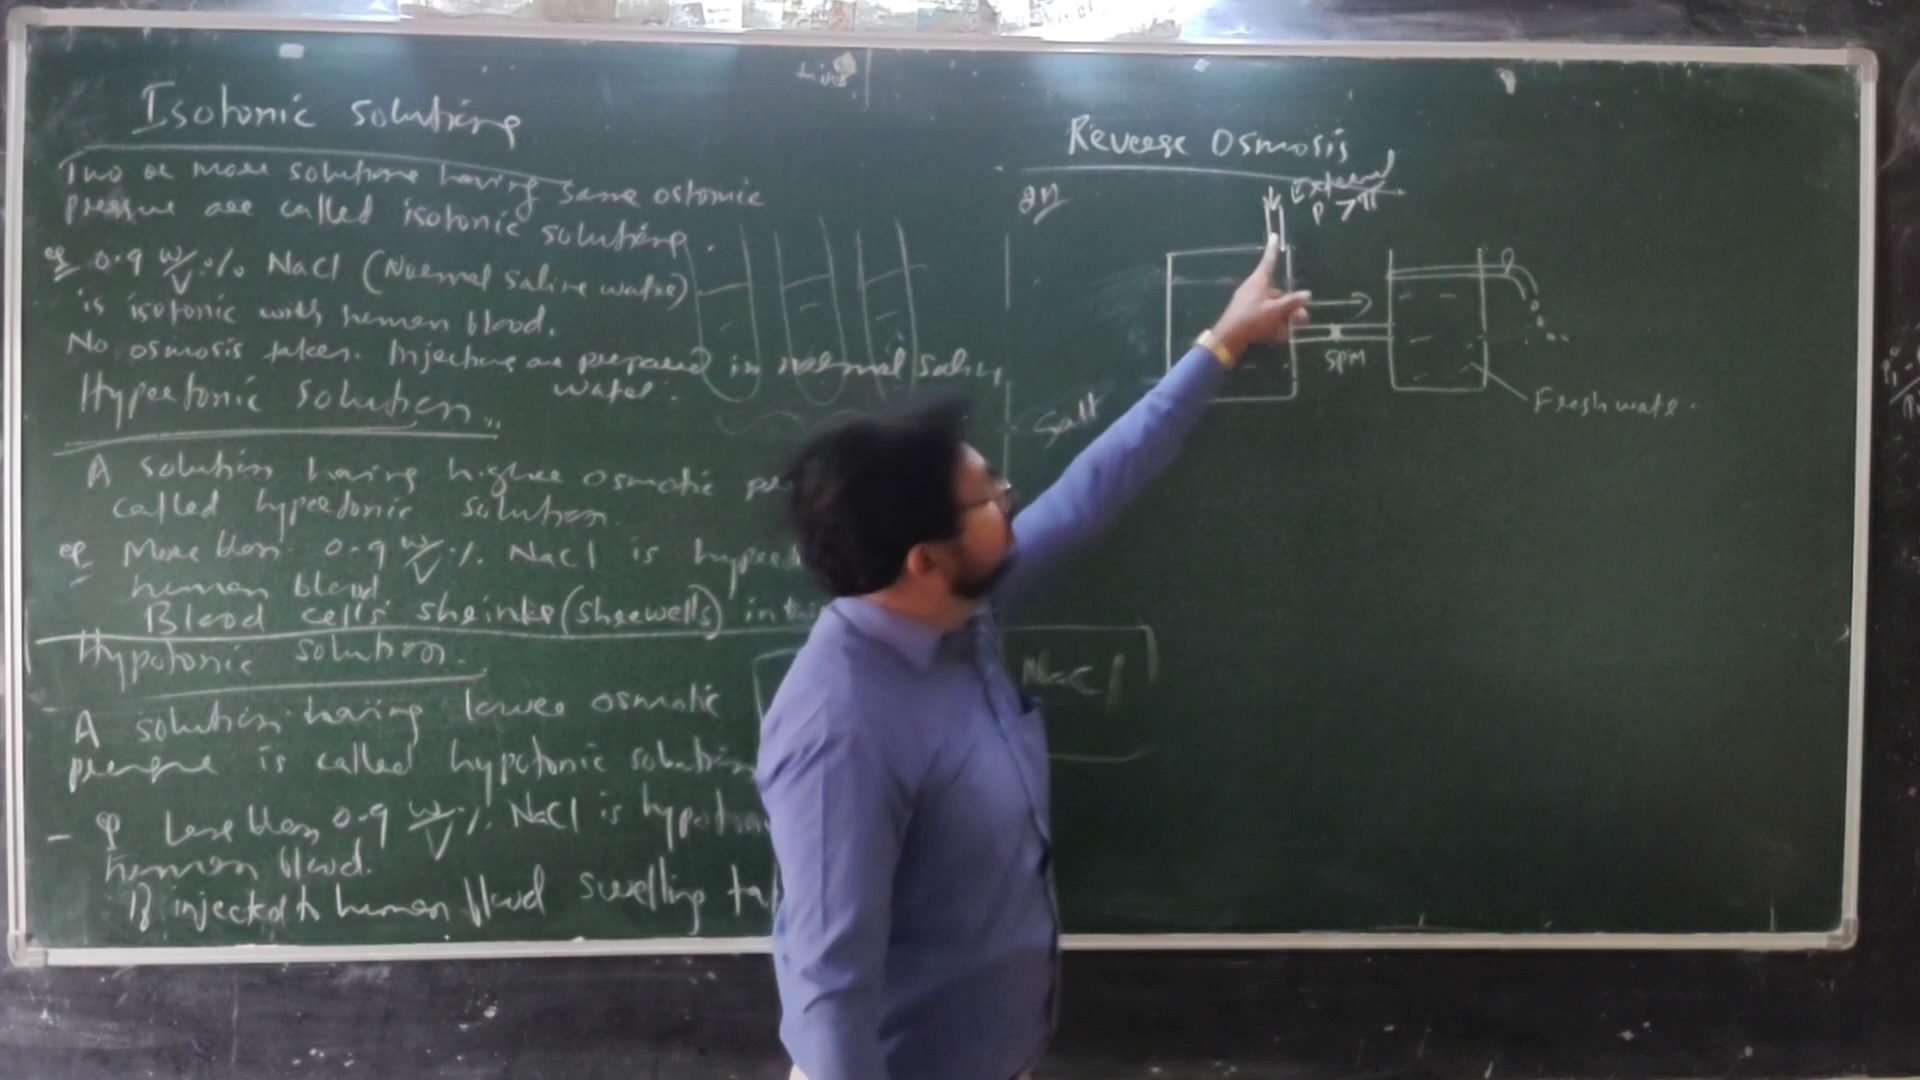 Isotonic solutions
Two or more solutions having same ostomic
pressure are called isotonic solutions.
eg 0.9 w/v % NaCl (Normal saline water)
is isotonic with human blood.
No osmosis takes. Injections are prepared in normal saline
water.
Hypertonic solution
A solution having higher osmotic
called hypertonic solution
eg More than 0.9 w/v % NaCl is
human blood
Blood cells shrinks (shrewells) in
Hypotonic solution.
A solution having lower osmotic
pressure is called hypotonic solution
- eg Less than 0.9 w/v % NaCl is
human blood.
If injected to human blood swelling
NaCl
Reverse Osmosis
External
P > π
SPM
Salt
Fresh water.